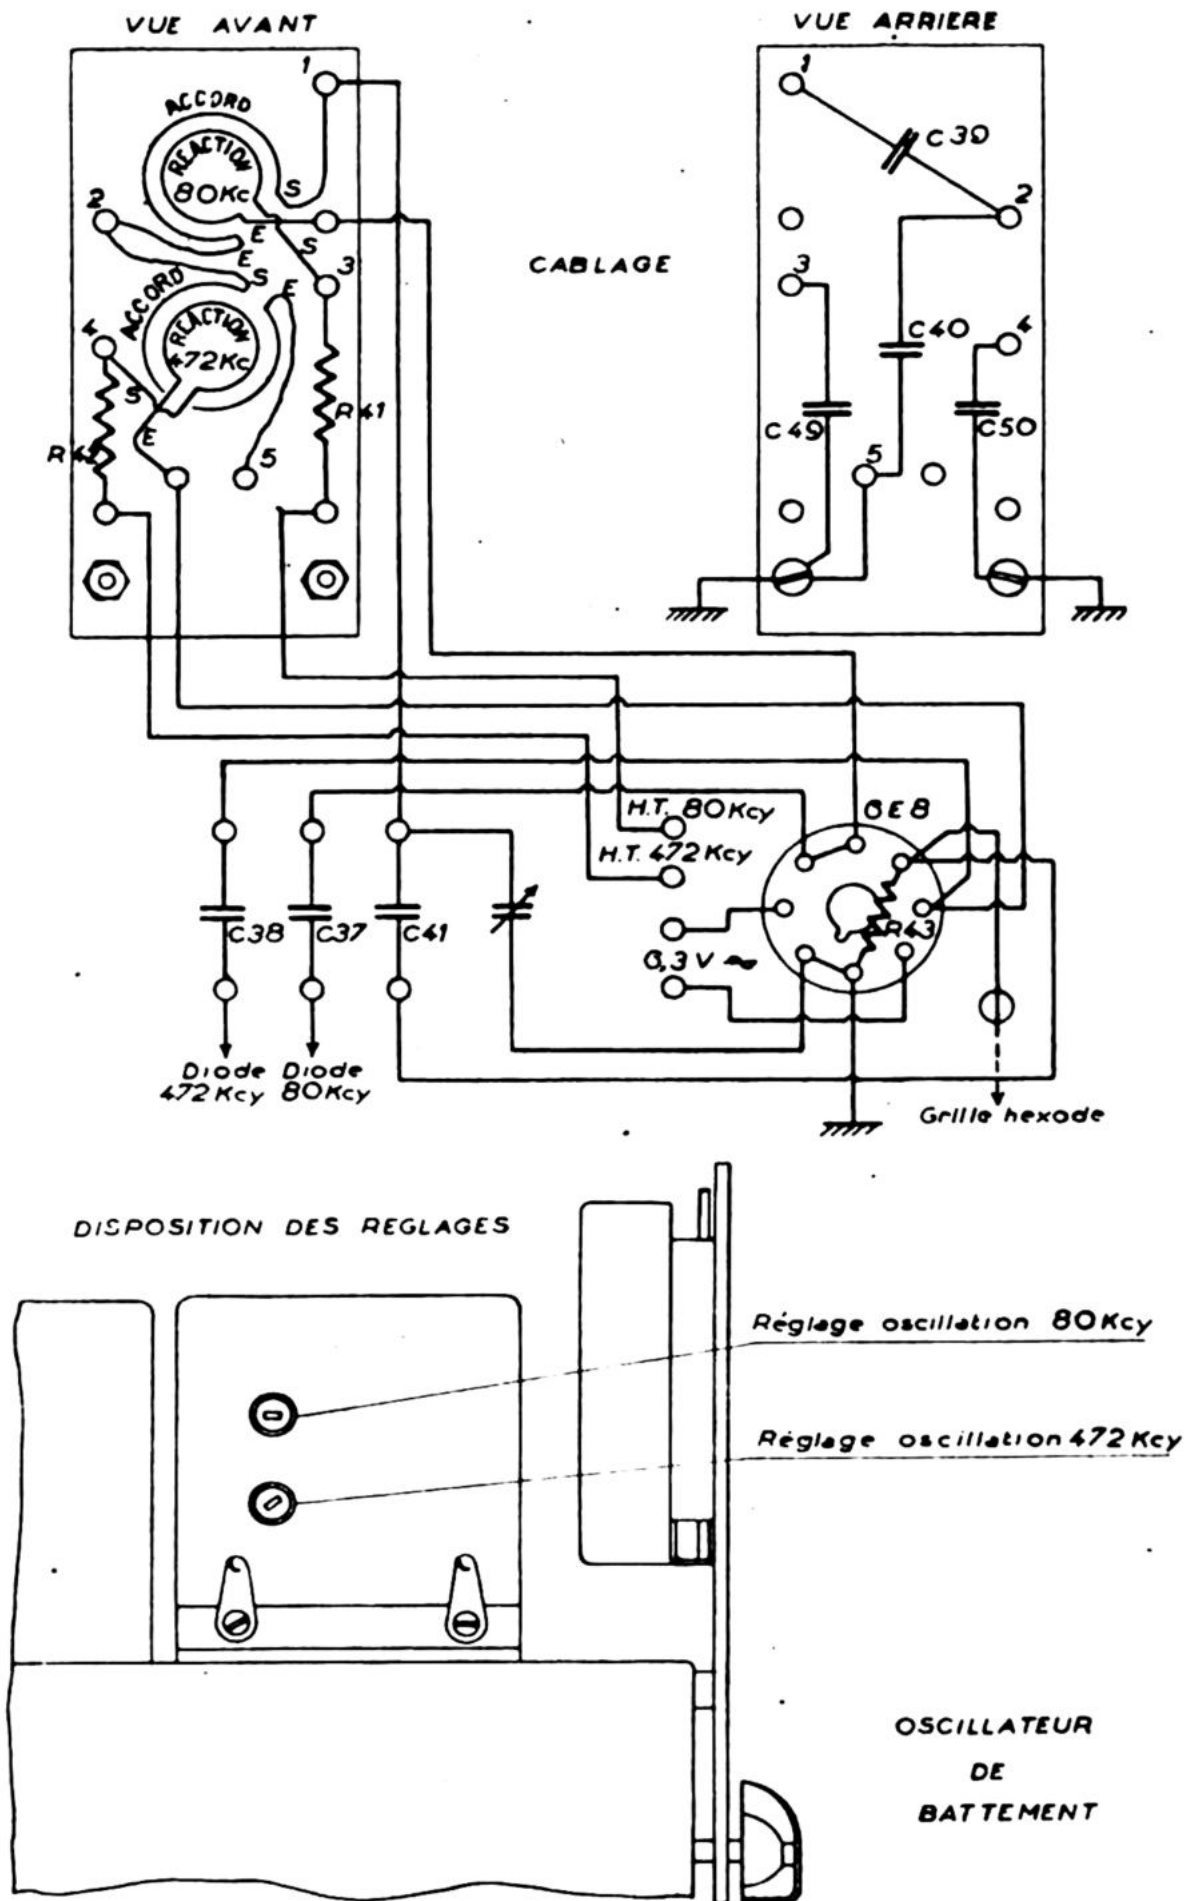 VUE AVANT
VUE ARRIERE
1
ACCORD
REACTION
80Kc
S
2
E
S
E
S
3
ACCORD
E
4
REACTION
472Kc
S
R41
E
R42
5
CABLAGE
1
C39
2
3
C40
4
C49
C50
5
H.T. 80Kcy
6E8
H.T. 472Kcy
C38
C37
C41
R43
6,3V ~
Diode
472Kcy
Diode
80Kcy
Grille hexode
DISPOSITION DES REGLAGES
Réglage oscillation 80Kcy
Réglage oscillation 472Kcy
OSCILLATEUR
DE
BATTEMENT